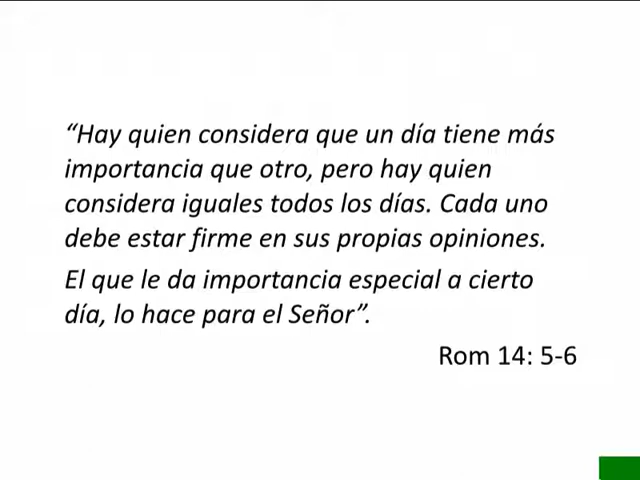 “Hay quien considera que un día tiene más
importancia que otro, pero hay quien
considera iguales todos los días. Cada uno
debe estar firme en sus propias opiniones.
El que le da importancia especial a cierto
día, lo hace para el Señor”.
Rom 14: 5-6